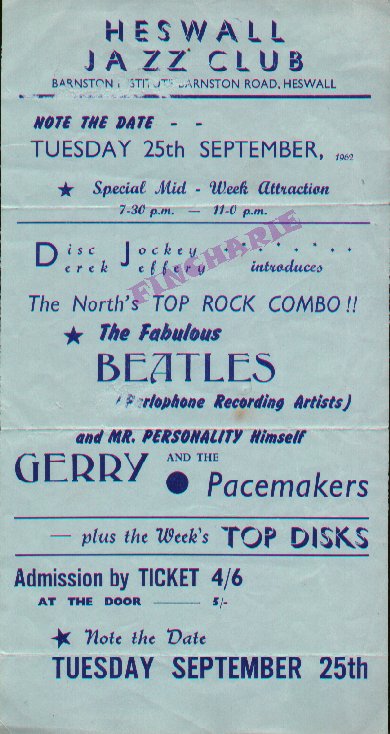 HESWALL
JAZZ CLUB
BARNSTON INSTITUTE BARNSTON ROAD, HESWALL
NOTE THE DATE - -
TUESDAY 25th SEPTEMBER, 1962
★ Special Mid - Week Attraction
7-30 p.m. — 11-0 p.m.
Disc Jockey . . . . . . . .
Derek Jeffery introduces
FINCHARIE
The North's TOP ROCK COMBO !!
★ The Fabulous
BEATLES
(Parlophone Recording Artists)
and MR. PERSONALITY Himself
GERRY AND THE
● Pacemakers
— plus the Week's TOP DISKS
Admission by TICKET 4/6
AT THE DOOR ——— 5/-
★ Note the Date
TUESDAY SEPTEMBER 25th